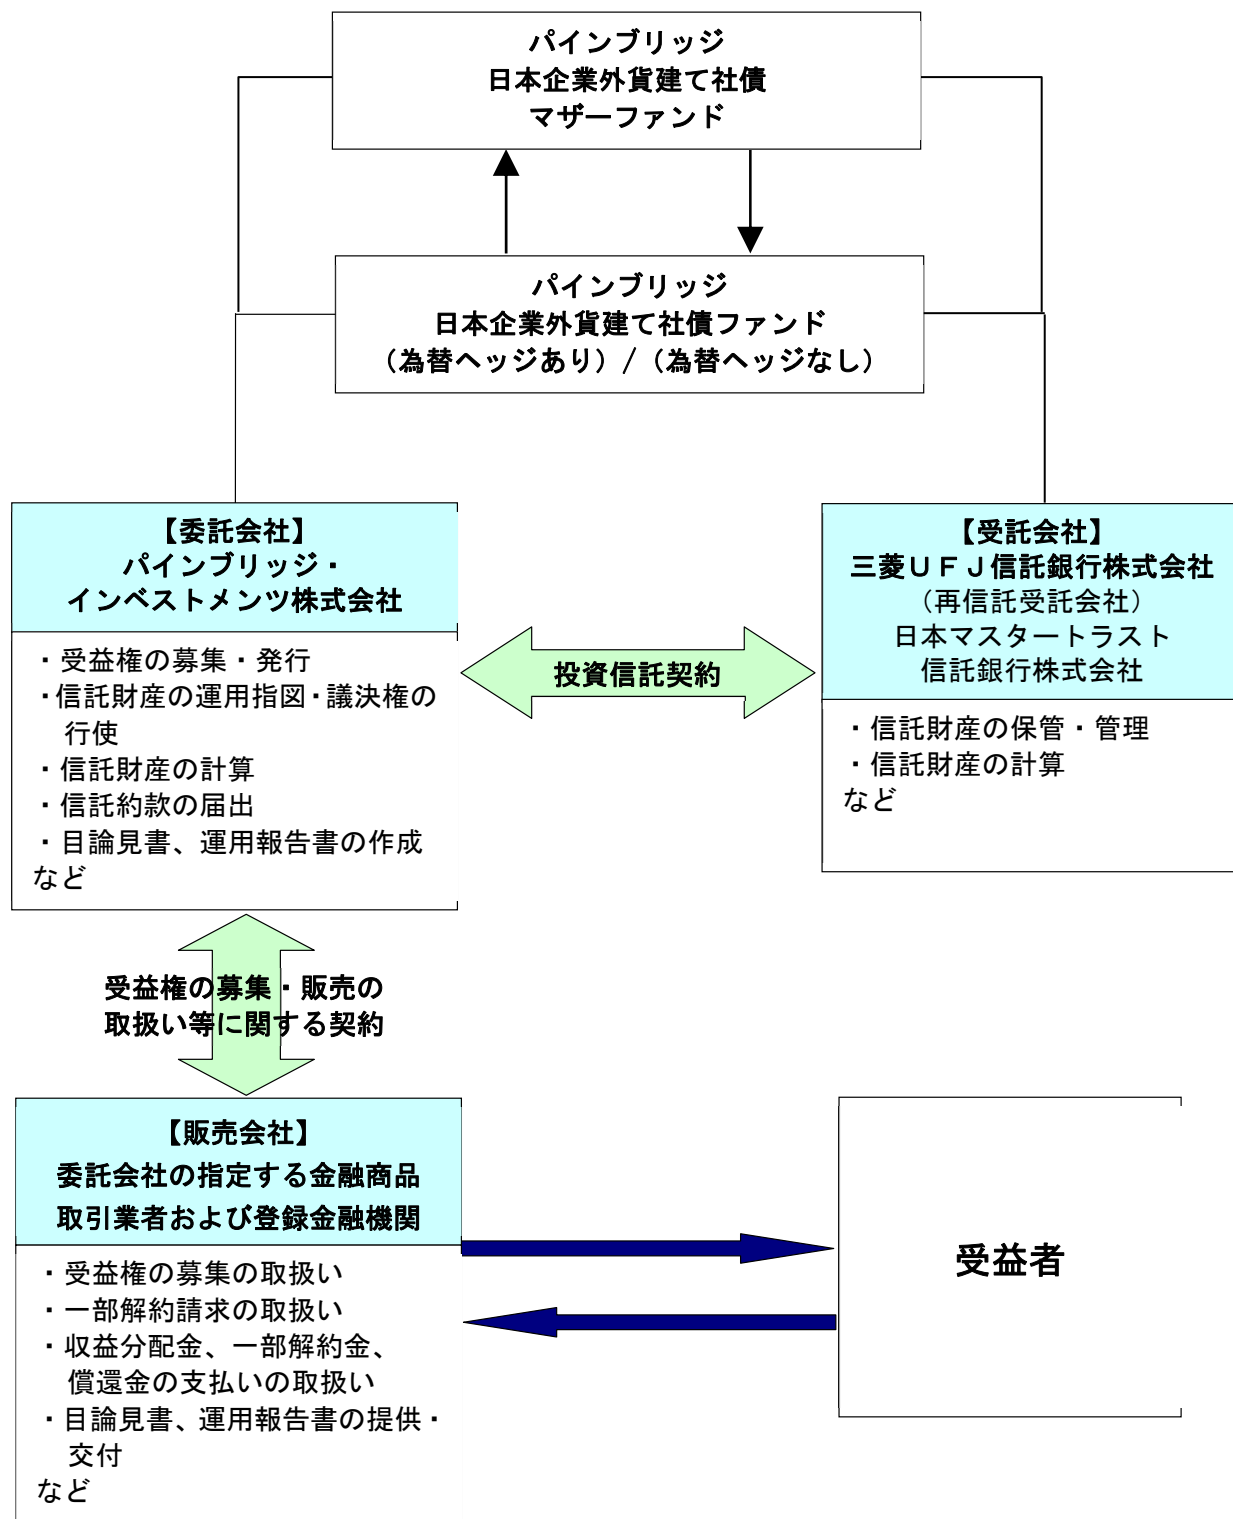 パインブリッジ
日本企業外貨建て社債
マザーファンド
パインブリッジ
日本企業外貨建て社債ファンド
（為替ヘッジあり）/（為替ヘッジなし）
【委託会社】
パインブリッジ・
インベストメンツ株式会社
・受益権の募集・発行
・信託財産の運用指図・議決権の
行使
・信託財産の計算
・信託約款の届出
・目論見書、運用報告書の作成
など
投資信託契約
【受託会社】
三菱ＵＦＪ信託銀行株式会社
（再信託受託会社）
日本マスタートラスト
信託銀行株式会社
・信託財産の保管・管理
・信託財産の計算
など
受益権の募集・販売の
取扱い等に関する契約
【販売会社】
委託会社の指定する金融商品
取引業者および登録金融機関
・受益権の募集の取扱い
・一部解約請求の取扱い
・収益分配金、一部解約金、
償還金の支払いの取扱い
・目論見書、運用報告書の提供・
交付
など
受益者